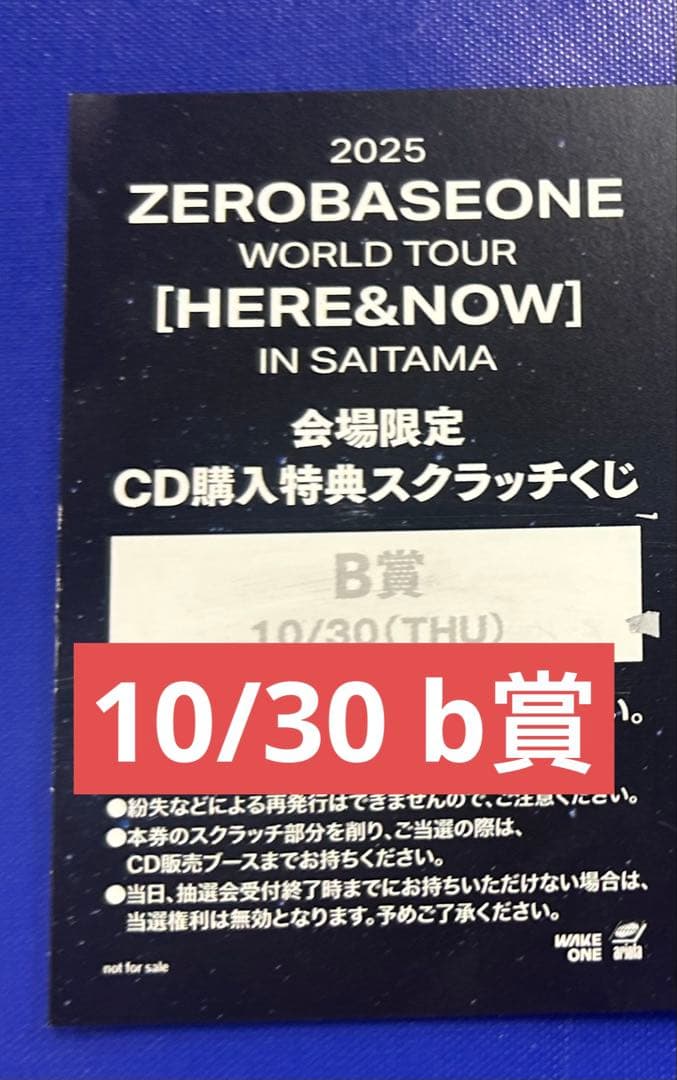 2025
ZEROBASEONE
WORLD TOUR
[HERE&NOW]
IN SAITAMA
会場限定
CD購入特典スクラッチくじ
B賞
10/30(THU)
い。
10/30 b賞
●紛失などによる再発行はできませんので、ご注意ください。
●本券のスクラッチ部分を削り、ご当選の際は、
CD販売ブースまでお持ちください。
●当日、抽選会受付終了時までにお持ちいただけない場合は、
当選権利は無効となります。予めご了承ください。
WAKE
ONE
ariola
not for sale